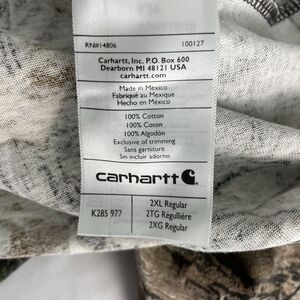 RN#14806 100127
Carhartt, Inc. P.O. Box 600
Dearborn MI 48121 USA
carhartt.com
Made in Mexico
Fabriqué au Mexique
Hecho en Mexico
100% Cotton
100% Coton
100% Algodón
Exclusive of trimming
Sans garniture
Sin incluir adorno
carhartt
K285 977
2XL Regular
2TG Regulière
2XG Regular